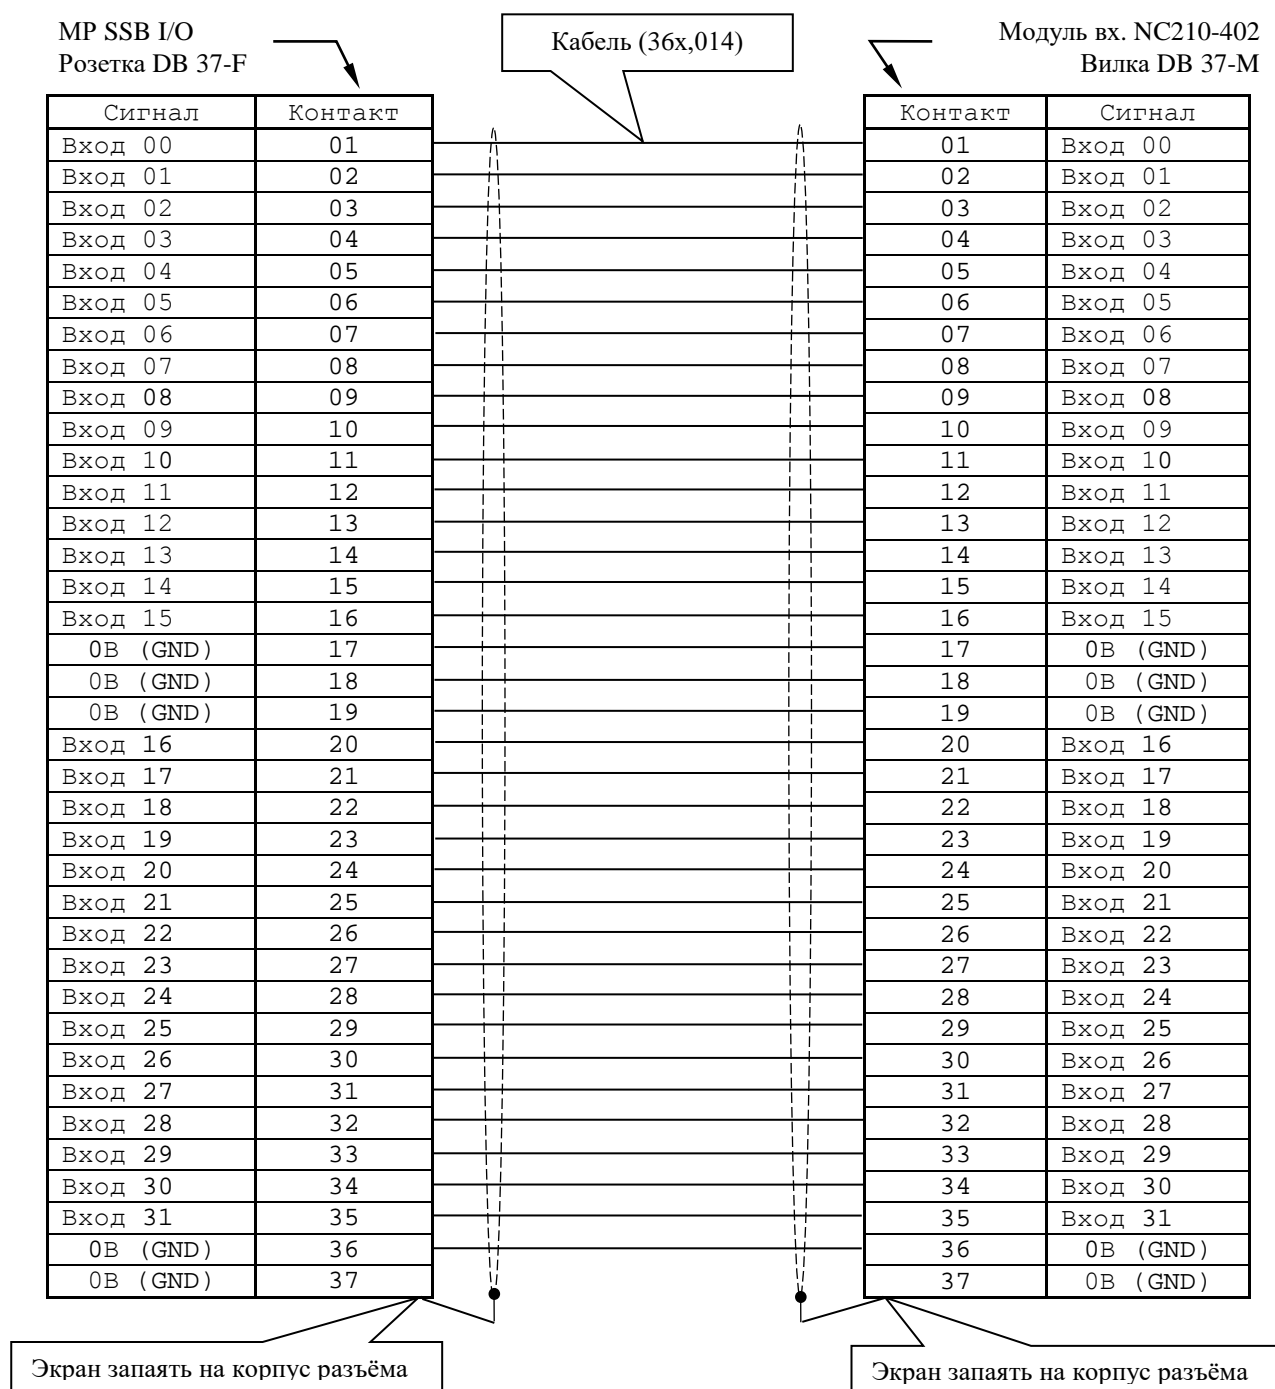 MP SSB I/O
Розетка DB 37-F
Кабель (36х,014)
Модуль вх. NC210-402
Вилка DB 37-M
Сигнал Контакт Контакт Сигнал
Вход 00 01 01 Вход 00
Вход 01 02 02 Вход 01
Вход 02 03 03 Вход 02
Вход 03 04 04 Вход 03
Вход 04 05 05 Вход 04
Вход 05 06 06 Вход 05
Вход 06 07 07 Вход 06
Вход 07 08 08 Вход 07
Вход 08 09 09 Вход 08
Вход 09 10 10 Вход 09
Вход 10 11 11 Вход 10
Вход 11 12 12 Вход 11
Вход 12 13 13 Вход 12
Вход 13 14 14 Вход 13
Вход 14 15 15 Вход 14
Вход 15 16 16 Вход 15
0В (GND) 17 17 0В (GND)
0В (GND) 18 18 0В (GND)
0В (GND) 19 19 0В (GND)
Вход 16 20 20 Вход 16
Вход 17 21 21 Вход 17
Вход 18 22 22 Вход 18
Вход 19 23 23 Вход 19
Вход 20 24 24 Вход 20
Вход 21 25 25 Вход 21
Вход 22 26 26 Вход 22
Вход 23 27 27 Вход 23
Вход 24 28 28 Вход 24
Вход 25 29 29 Вход 25
Вход 26 30 30 Вход 26
Вход 27 31 31 Вход 27
Вход 28 32 32 Вход 28
Вход 29 33 33 Вход 29
Вход 30 34 34 Вход 30
Вход 31 35 35 Вход 31
0В (GND) 36 36 0В (GND)
0В (GND) 37 37 0В (GND)
Экран запаять на корпус разъёма
Экран запаять на корпус разъёма